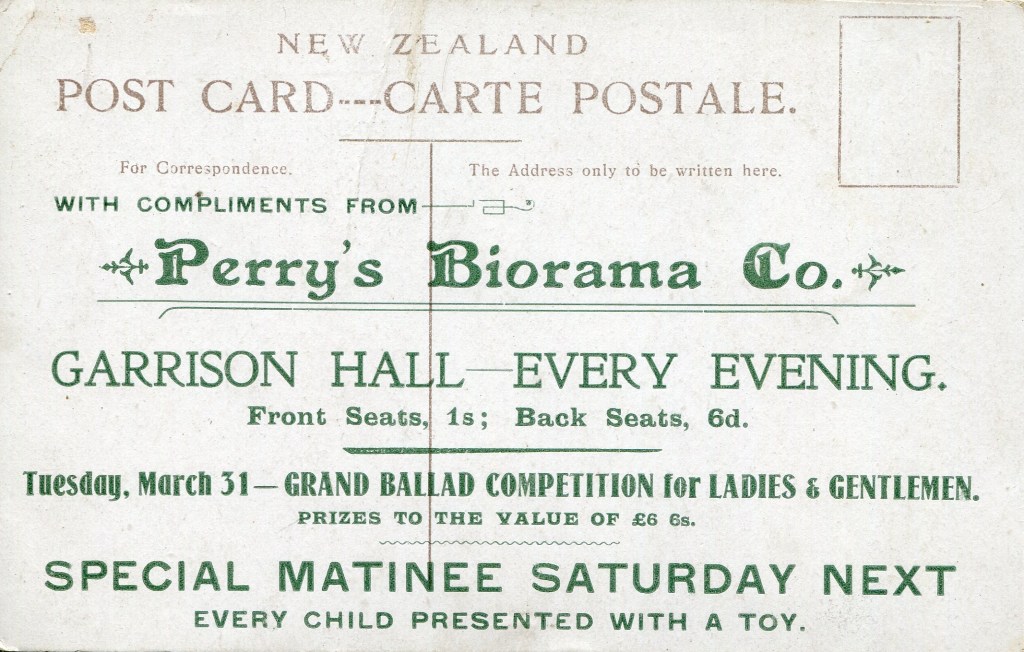 NEW ZEALAND
POST CARD----CARTE POSTALE.
For Correspondence.
The Address only to be written here.
WITH COMPLIMENTS FROM
Perry's Biorama Co.
GARRISON HALL—EVERY EVENING.
Front Seats, 1s; Back Seats, 6d.
Tuesday, March 31—GRAND BALLAD COMPETITION for LADIES & GENTLEMEN.
PRIZES TO THE VALUE OF £6 6s.
SPECIAL MATINEE SATURDAY NEXT
EVERY CHILD PRESENTED WITH A TOY.